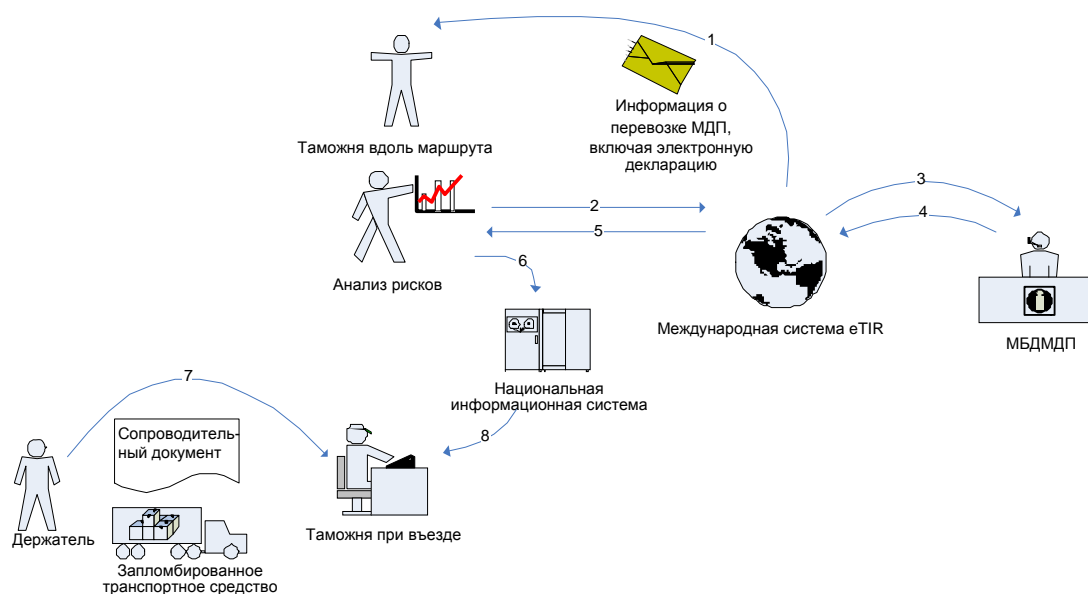 1
Информация о
перевозке МДП,
включая электронную
декларацию
Таможня вдоль маршрута
2
3
4
5
6
Анализ рисков
Международная система eTIR
МБДМДП
Национальная
информационная система
7
8
Сопроводитель-
ный документ
Держатель
Таможня при въезде
Запломбированное
транспортное средство